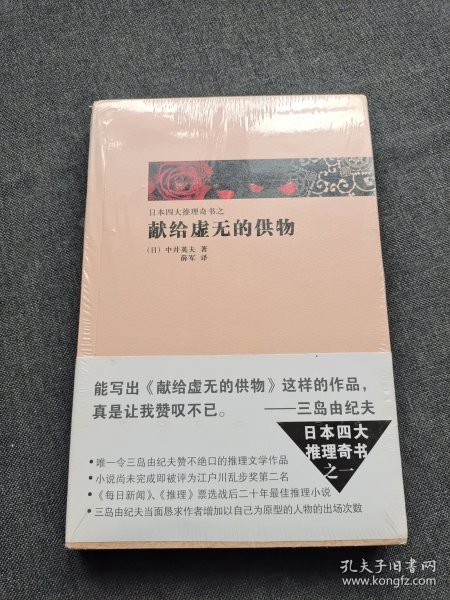 日本四大推理奇书之
献给虚无的供物
(日) 中井英夫 著
薛军 译
能写出《献给虚无的供物》这样的作品，
真是让我赞叹不已。 ——三岛由纪夫
日本四大
推理奇书
之一
• 唯一令三岛由纪夫赞不绝口的推理文学作品
• 小说尚未完成即被评为江户川乱步奖第二名
• 《每日新闻》、《推理》票选战后二十年最佳推理小说
• 三岛由纪夫当面恳求作者增加以自己为原型的人物的出场次数
孔夫子旧书网
www.kongfz.com